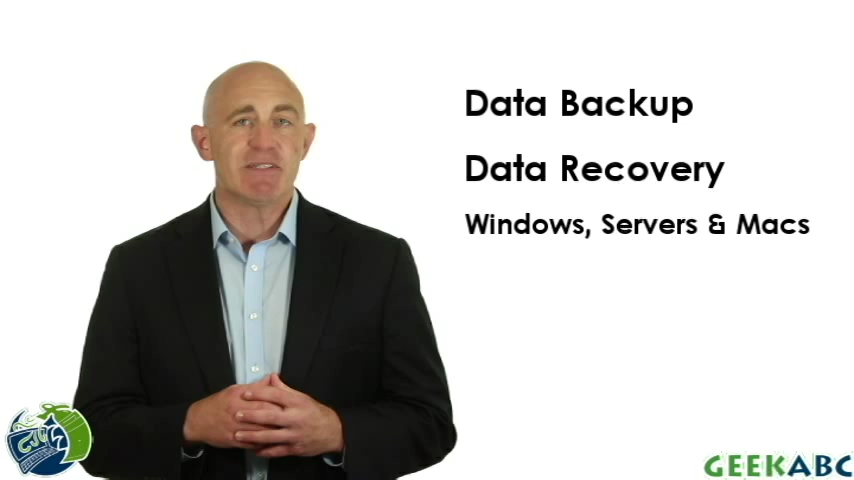 Data Backup
Data Recovery
Windows, Servers & Macs
GEEKABC